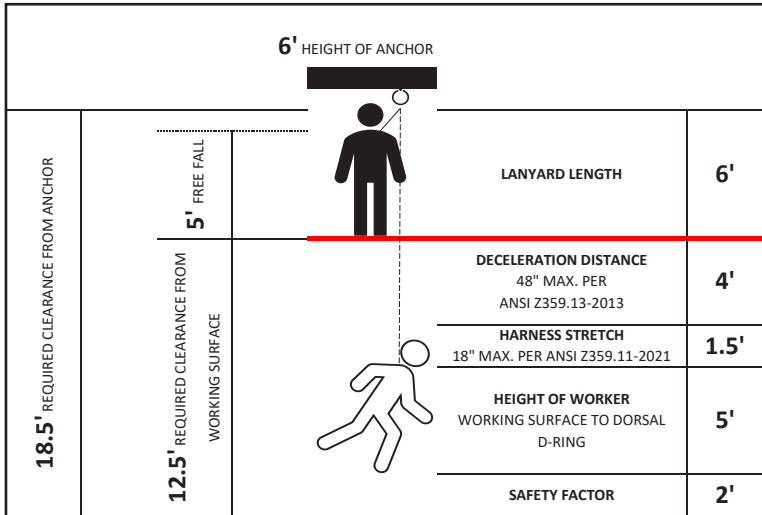 6' HEIGHT OF ANCHOR
18.5' REQUIRED CLEARANCE FROM ANCHOR
5' FREE FALL
12.5' REQUIRED CLEARANCE FROM
WORKING SURFACE
LANYARD LENGTH
6'
DECELERATION DISTANCE
48" MAX. PER
ANSI Z359.13-2013
4'
HARNESS STRETCH
18" MAX. PER ANSI Z359.11-2021
1.5'
HEIGHT OF WORKER
WORKING SURFACE TO DORSAL
D-RING
5'
SAFETY FACTOR
2'